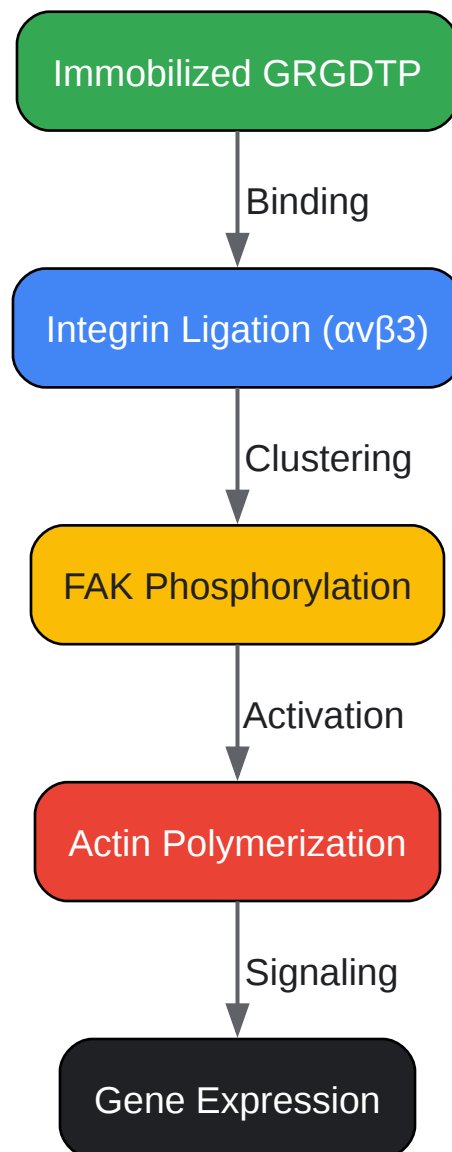 Immobilized GRGDTP
Binding
Integrin Ligation (αvβ3)
Clustering
FAK Phosphorylation
Activation
Actin Polymerization
Signaling
Gene Expression